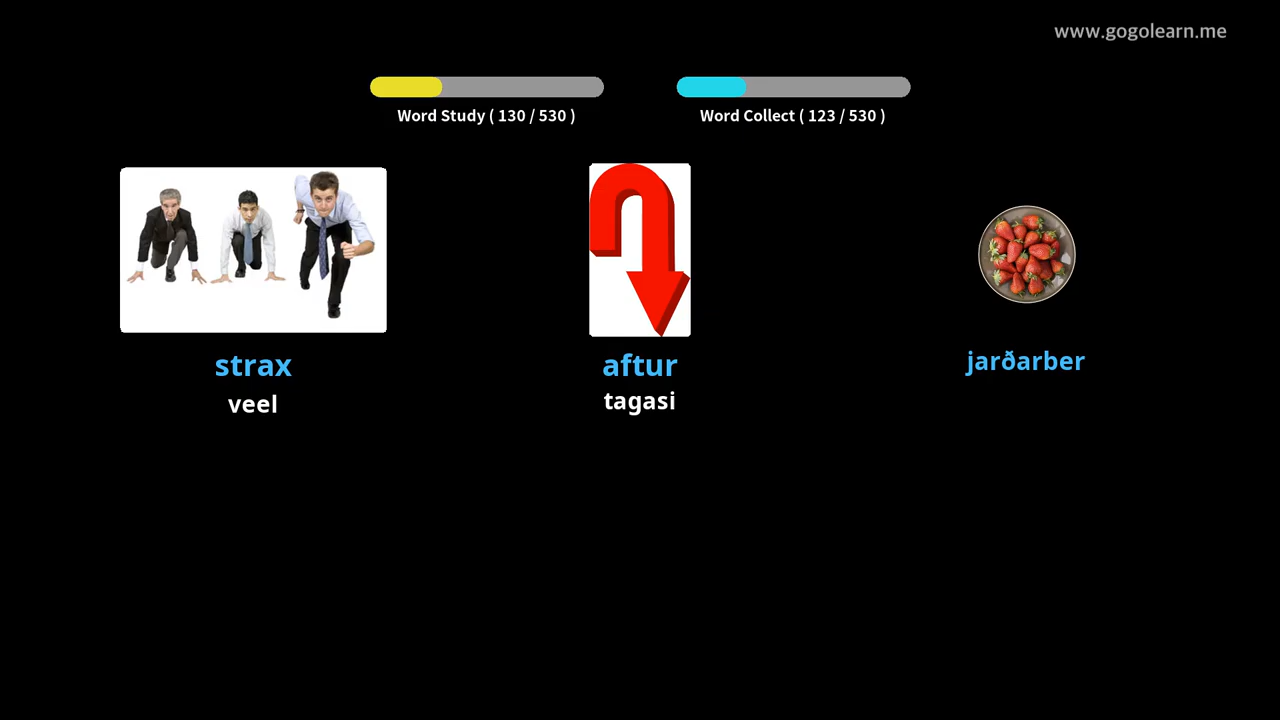 www.gogolearn.me
Word Study ( 130 / 530 )
Word Collect ( 123 / 530 )
strax
veel
aftur
tagasi
jarðarber